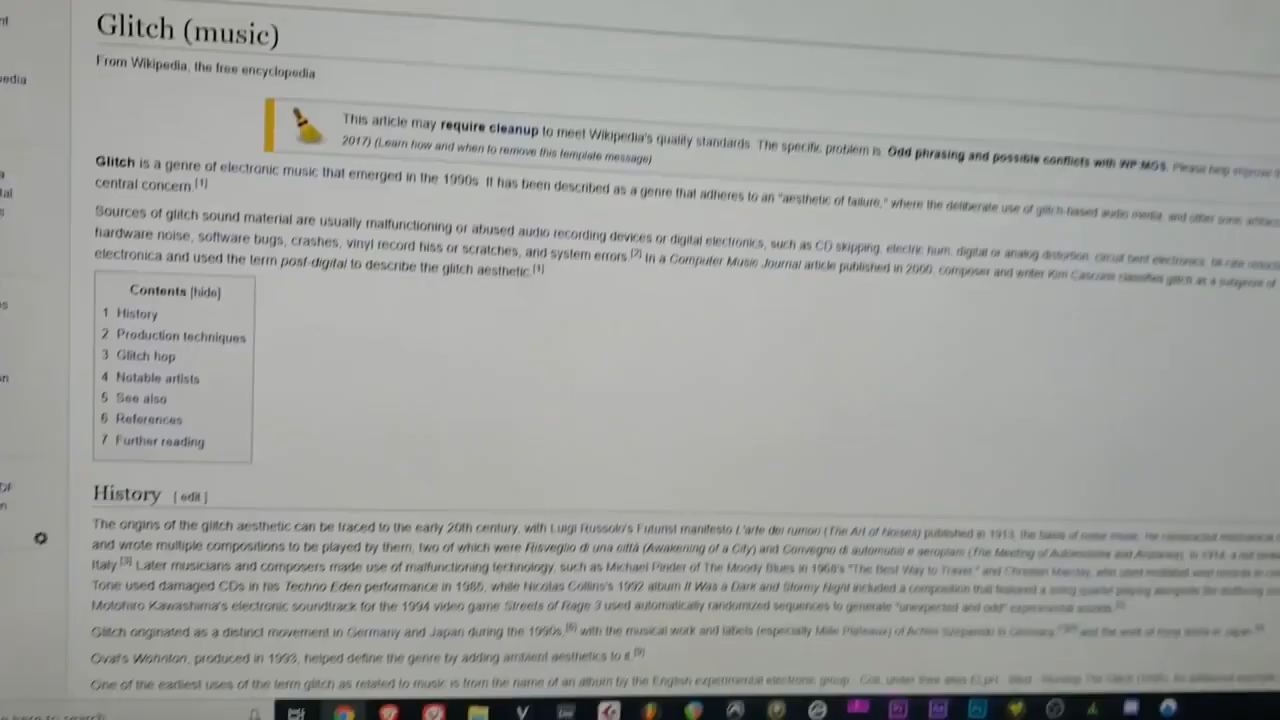 Glitch (music)
From Wikipedia, the free encyclopedia
This article may require cleanup to meet Wikipedia's quality standards. The specific problem is: Odd phrasing and possible conflicts with WP:MOS. Please help improve
2017) (Learn how and when to remove this template message)
Glitch is a genre of electronic music that emerged in the 1990s. It has been described as a genre that adheres to an "aesthetic of failure," where the deliberate use of glitch-based audio media, and other sonic
central concern.[1]
Sources of glitch sound material are usually malfunctioning or abused audio recording devices or digital electronics, such as CD skipping, electric hum, digital or analog distortion, circuit bent electronics, bit-rate
hardware noise, software bugs, crashes, vinyl record hiss or scratches, and system errors.[2] In a Computer Music Journal article published in 2000, composer and writer Kim Cascone classifies glitch as a subgenre of
electronica and used the term post-digital to describe the glitch aesthetic.[1]
Contents [hide]
1 History
2 Production techniques
3 Glitch hop
4 Notable artists
5 See also
6 References
7 Further reading
History [ edit ]
The origins of the glitch aesthetic can be traced to the early 20th century, with Luigi Russolo's Futurist manifesto L'arte dei rumori (The Art of Noises) published in 1913, the basis of noise music. He constructed
and wrote multiple compositions to be played by them, two of which were Risveglio di una città (Awakening of a City) and Convegno di automobili e aeroplani (The Meeting of Automobiles and Airplanes). In 1914, a
Italy.[3] Later musicians and composers made use of malfunctioning technology, such as Michael Pinder of The Moody Blues in 1968's "The Best Way to Travel," and Christian Marclay, who used mutilated vinyl records
Tone used damaged CDs in his Techno Eden performance in 1985, while Nicolas Collins's 1992 album It Was a Dark and Stormy Night included a composition that featured a string quartet playing alongside the stuttering
Motohiro Kawashima's electronic soundtrack for the 1994 video game Streets of Rage 3 used automatically randomized sequences to generate "unexpected and odd" experimental sounds.
Glitch originated as a distinct movement in Germany and Japan during the 1990s,[6] with the musical work and labels (especially Mille Plateaux) of Achim Szepanski in Germany,
Oval's Wohnton, produced in 1993, helped define the genre by adding ambient aesthetics to it.[9]
One of the earliest uses of the term glitch as related to music is from the name of an album by the English experimental electronic group